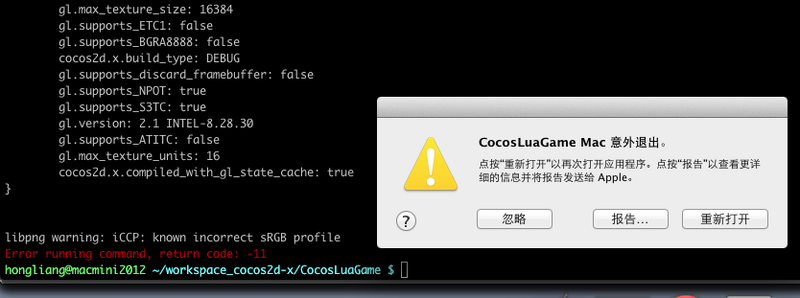 gl.max_texture_size: 16384
gl.supports_ETC1: false
gl.supports_BGRA8888: false
cocos2d.x.build_type: DEBUG
gl.supports_discard_framebuffer: false
gl.supports_NPOT: true
gl.supports_S3TC: true
gl.version: 2.1 INTEL-8.28.30
gl.supports_ATITC: false
gl.max_texture_units: 16
cocos2d.x.compiled_with_gl_state_cache: true
}
libpng warning: iCCP: known incorrect sRGB profile
Error running command, return code: -11
hongliang@macmini2012 ~/workspace_cocos2d-x/CocosLuaGame $
CocosLuaGame Mac 意外退出。
点按“重新打开”以再次打开应用程序。点按“报告”以查看更详
细的信息并将报告发送给 Apple。
?
忽略
报告...
重新打开